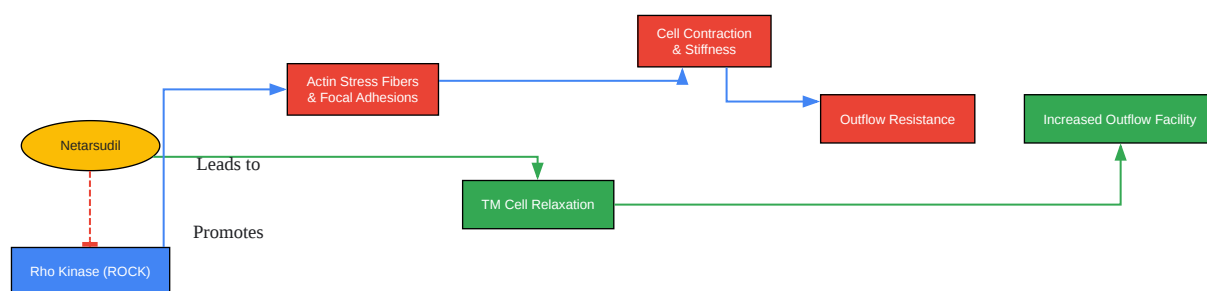 Cell Contraction
& Stiffness
Actin Stress Fibers
& Focal Adhesions
Outflow Resistance
Increased Outflow Facility
Netarsudil
Leads to
TM Cell Relaxation
Promotes
Rho Kinase (ROCK)